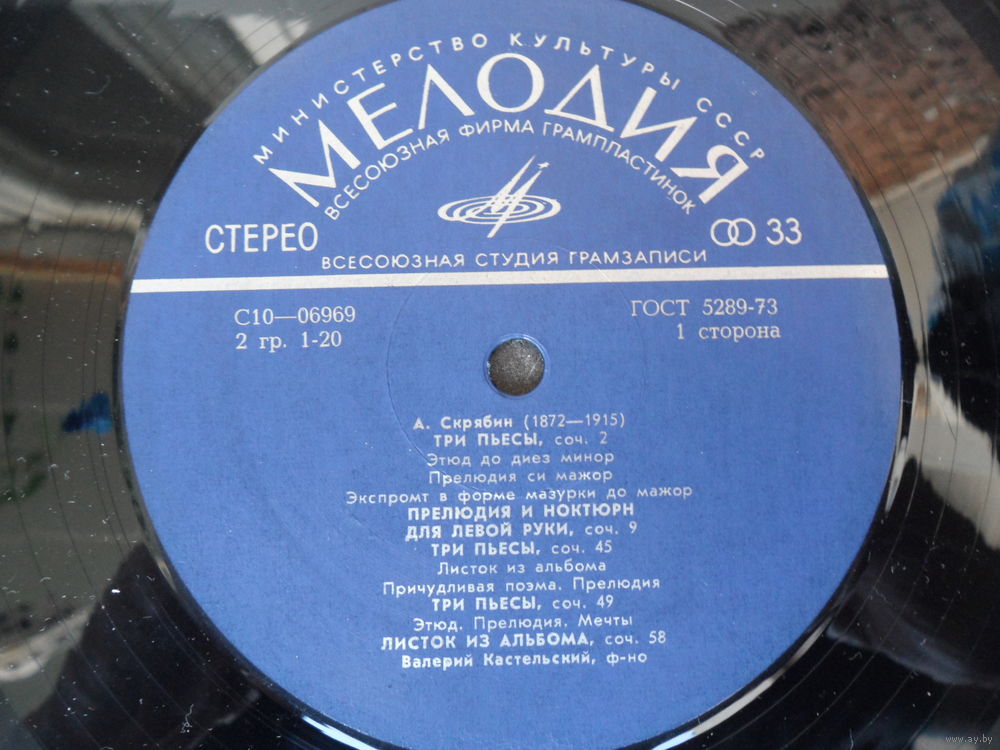 МИНИСТЕРСТВО КУЛЬТУРЫ СССР
МЕЛОДИЯ
ВСЕСОЮЗНАЯ ФИРМА ГРАМПЛАСТИНОК
СТЕРЕО
33
ВСЕСОЮЗНАЯ СТУДИЯ ГРАМЗАПИСИ
С10—06969
ГОСТ 5289-73
2 гр. 1-20
1 сторона
А. Скрябин (1872—1915)
ТРИ ПЬЕСЫ, соч. 2
Этюд до диез минор
Прелюдия си мажор
Экспромт в форме мазурки до мажор
ПРЕЛЮДИЯ И НОКТЮРН
ДЛЯ ЛЕВОЙ РУКИ, соч. 9
ТРИ ПЬЕСЫ, соч. 45
Листок из альбома
Причудливая поэма. Прелюдия
ТРИ ПЬЕСЫ, соч. 49
Этюд. Прелюдия. Мечты
ЛИСТОК ИЗ АЛЬБОМА, соч. 58
Валерий Кастельский, ф-но
www.ay.by